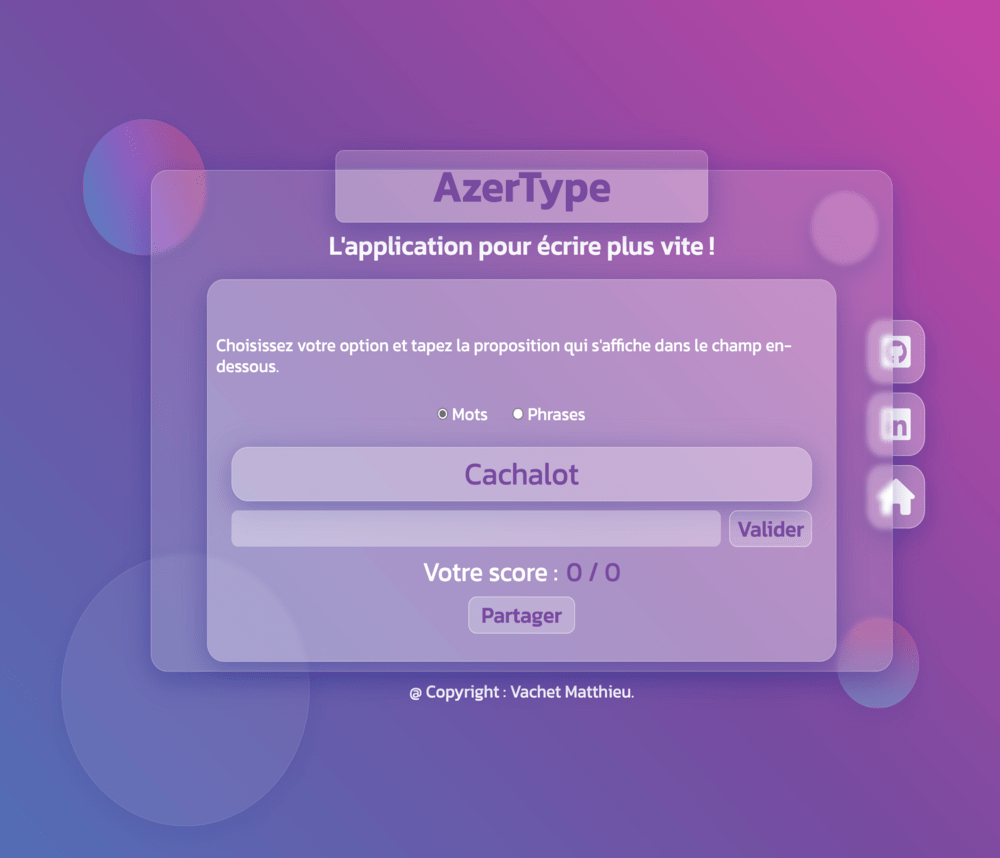 AzerType
L'application pour écrire plus vite !
Choisissez votre option et tapez la proposition qui s'affiche dans le champ en-
dessous.
Mots Phrases
Cachalot
Valider
Votre score : 0 / 0
Partager
@ Copyright : Vachet Matthieu.
in